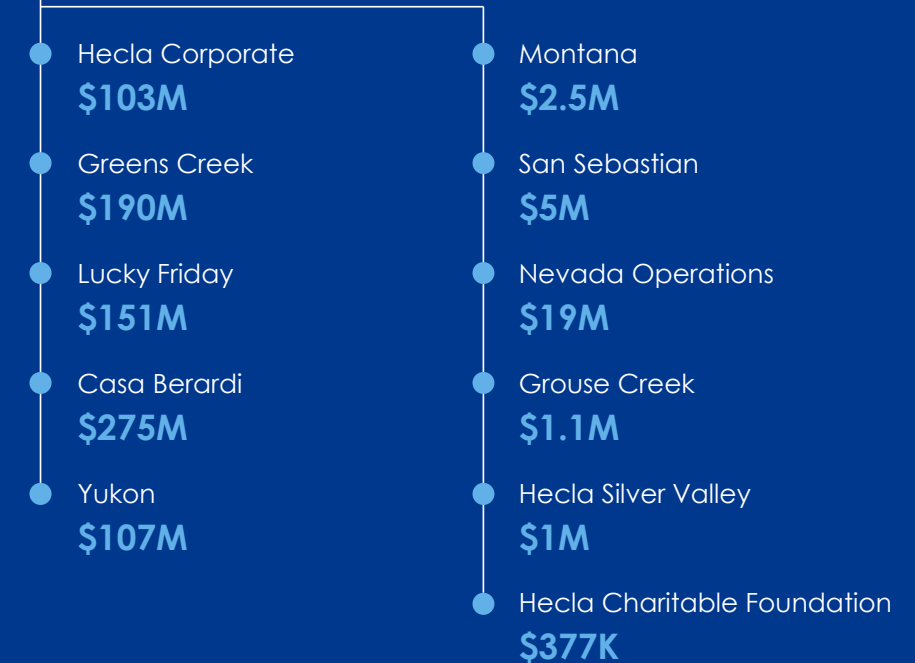 Hecla Corporate
$103M
Greens Creek
$190M
Lucky Friday
$151M
Casa Berardi
$275M
Yukon
$107M
Montana
$2.5M
San Sebastian
$5M
Nevada Operations
$19M
Grouse Creek
$1.1M
Hecla Silver Valley
$1M
Hecla Charitable Foundation
$377K